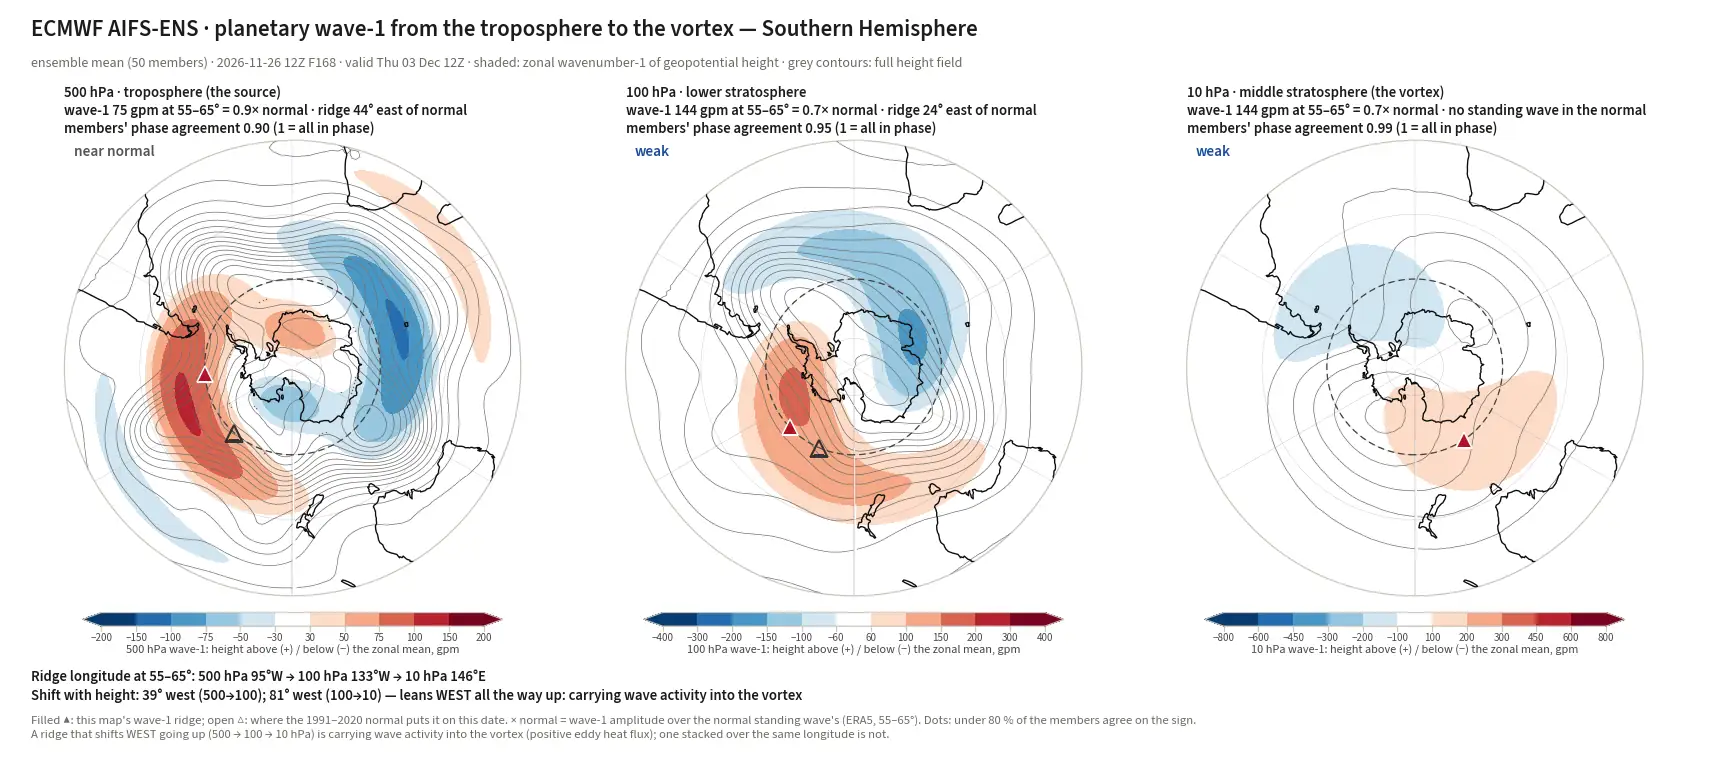 ECMWF AIFS-ENS · planetary wave-1 from the troposphere to the vortex — Southern Hemisphere
ensemble mean (50 members) · 2026-11-26 12Z F168 · valid Thu 03 Dec 12Z · shaded: zonal wavenumber-1 of geopotential height · grey contours: full height field
500 hPa · troposphere (the source)
wave-1 75 gpm at 55–65° = 0.9× normal · ridge 44° east of normal
members' phase agreement 0.90 (1 = all in phase)
near normal
100 hPa · lower stratosphere
wave-1 144 gpm at 55–65° = 0.7× normal · ridge 24° east of normal
members' phase agreement 0.95 (1 = all in phase)
weak
10 hPa · middle stratosphere (the vortex)
wave-1 144 gpm at 55–65° = 0.7× normal · no standing wave in the normal
members' phase agreement 0.99 (1 = all in phase)
weak
−200 −150 −100 −75 −50 −30 30 50 75 100 150 200
500 hPa wave-1: height above (+) / below (−) the zonal mean, gpm
−400 −300 −200 −150 −100 −60 60 100 150 200 300 400
100 hPa wave-1: height above (+) / below (−) the zonal mean, gpm
−800 −600 −450 −300 −200 −100 100 200 300 450 600 800
10 hPa wave-1: height above (+) / below (−) the zonal mean, gpm
Ridge longitude at 55–65°: 500 hPa 95°W → 100 hPa 133°W → 10 hPa 146°E
Shift with height: 39° west (500→100); 81° west (100→10) — leans WEST all the way up: carrying wave activity into the vortex
Filled ▲: this map's wave-1 ridge; open △: where the 1991–2020 normal puts it on this date. × normal = wave-1 amplitude over the normal standing wave's (ERA5, 55–65°). Dots: under 80 % of the members agree on the sign.
A ridge that shifts WEST going up (500 → 100 → 10 hPa) is carrying wave activity into the vortex (positive eddy heat flux); one stacked over the same longitude is not.